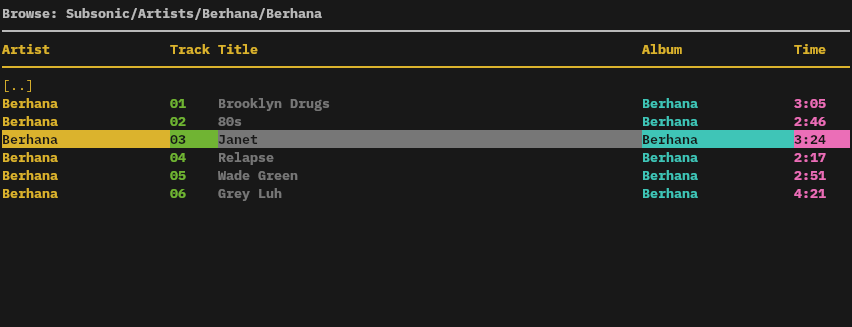 Browse: Subsonic/Artists/Berhana/Berhana
Artist Track Title Album Time
[..]
Berhana 01 Brooklyn Drugs Berhana 3:05
Berhana 02 80s Berhana 2:46
Berhana 03 Janet Berhana 3:24
Berhana 04 Relapse Berhana 2:17
Berhana 05 Wade Green Berhana 2:51
Berhana 06 Grey Luh Berhana 4:21